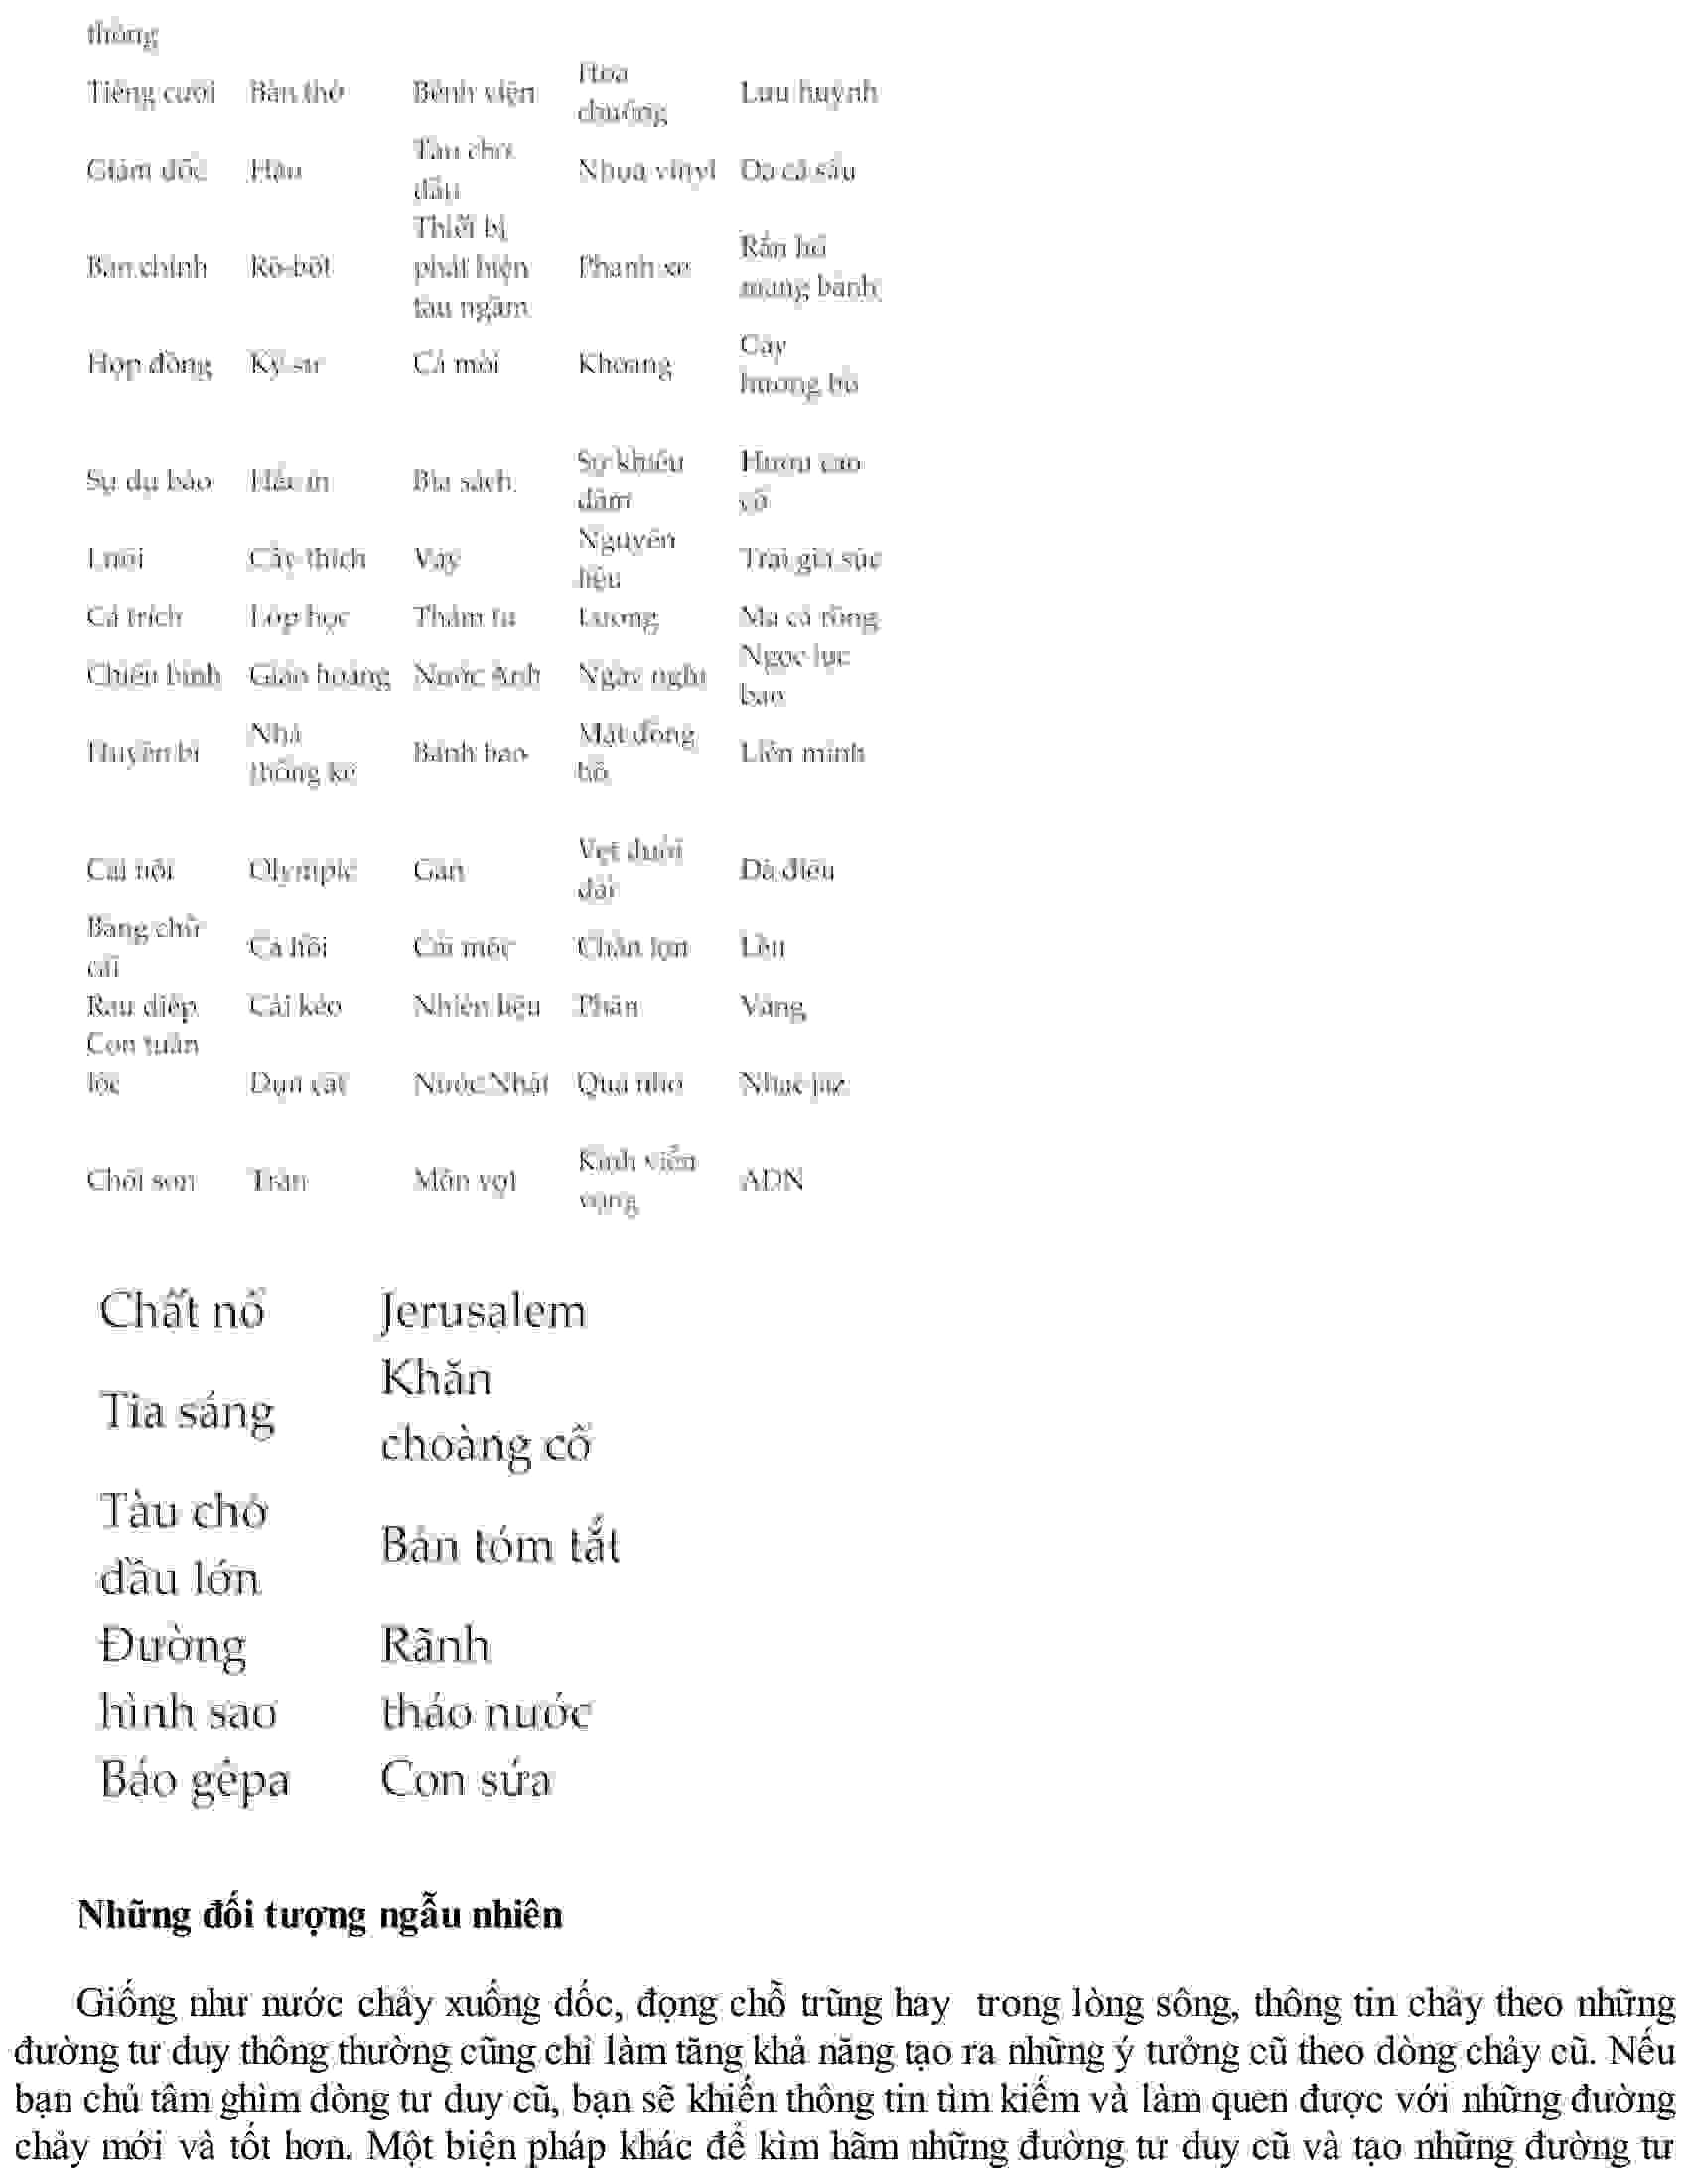 thông
Tiếng cười Bàn thờ Bệnh viện Hoa chuông Lưu huỳnh
Giám đốc Hàu Tàu chở dầu Nhựa vinyl Da cá sấu
Bàn chính Rô-bốt Thiết bị phát hiện tàu ngầm Phanh xe Rắn hổ mang bành
Hợp đồng Kỹ sư Cá mòi Khoang Cây hương bồ
Sự dự báo Bìa sách Sự khiêu dâm Hươu cao cổ
Lưới Cây thích Váy Nguyên liệu Trại gia súc
Cá trích Lớp học Thám tử Lương Ma cà rồng
Chiến binh Giáo hoàng Nước Anh Ngày nghỉ Ngọc lục bảo
Huyền bí Nhà thống kê Bánh bao Mặt đồng hồ Liên minh
Cái nôi Olympic Gan Vẹt đuôi dài Đà điểu
Bảng chữ cái Cá hồi Cái móc Chân lợn Lều
Rau diếp Cái kéo Nhiên liệu Phân Vàng
Con tuần lộc Đụn cát Nước Nhật Quả nho Nhạc jaz
Chổi sơn Trán Môn vợt Kính viễn vọng ADN
Chất nổ Jerusalem
Tia sáng Khăn choàng cổ
Tàu chở dầu lớn Bản tóm tắt
Đường hình sao Rãnh tháo nước
Báo gêpa Con sứa
Những đối tượng ngẫu nhiên
Giống như nước chảy xuống dốc, đọng chỗ trũng hay trong lòng sông, thông tin chảy theo những
đường tư duy thông thường cũng chỉ làm tăng khả năng tạo ra những ý tưởng cũ theo dòng chảy cũ. Nếu
bạn chủ tâm ghìm dòng tư duy cũ, bạn sẽ khiến thông tin tìm kiếm và làm quen được với những đường
chảy mới và tốt hơn. Một biện pháp khác để kìm hãm những đường tư duy cũ và tạo những đường tư